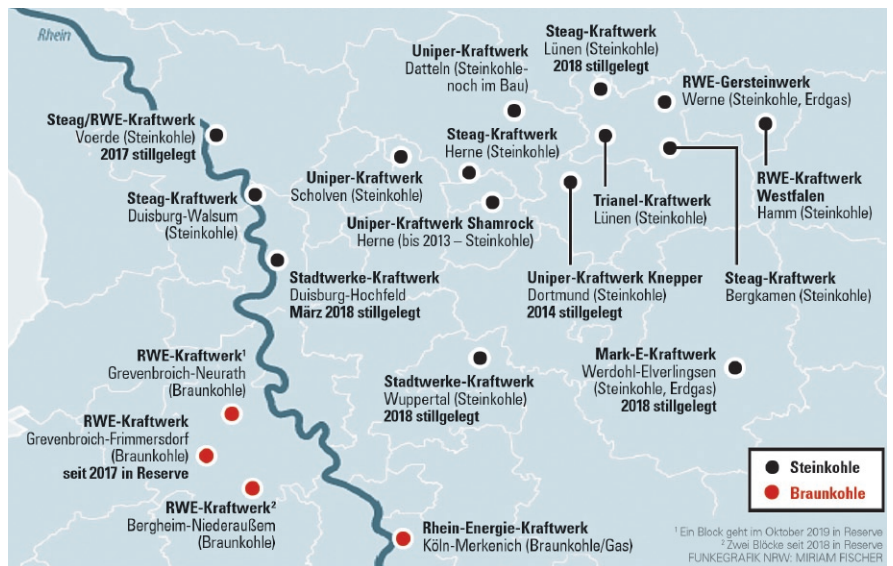 Rhein
Steag/RWE-Kraftwerk
Voerde (Steinkohle)
2017 stillgelegt
Steag-Kraftwerk
Duisburg-Walsum
(Steinkohle)
Uniper-Kraftwerk
Scholven (Steinkohle)
Uniper-Kraftwerk
Datteln (Steinkohle-
noch im Bau)
Steag-Kraftwerk
Herne (Steinkohle)
Uniper-Kraftwerk Shamrock
Herne (bis 2013 – Steinkohle)
Steag-Kraftwerk
Lünen (Steinkohle)
2018 stillgelegt
RWE-Gersteinwerk
Werne (Steinkohle, Erdgas)
Trianel-Kraftwerk
Lünen (Steinkohle)
RWE-Kraftwerk
Westfalen
Hamm (Steinkohle)
Stadtwerke-Kraftwerk
Duisburg-Hochfeld
März 2018 stillgelegt
Uniper-Kraftwerk Knepper
Dortmund (Steinkohle)
2014 stillgelegt
Steag-Kraftwerk
Bergkamen (Steinkohle)
RWE-Kraftwerk¹
Grevenbroich-Neurath
(Braunkohle)
RWE-Kraftwerk
Grevenbroich-Frimmersdorf
(Braunkohle)
seit 2017 in Reserve
RWE-Kraftwerk²
Bergheim-Niederaußem
(Braunkohle)
Stadtwerke-Kraftwerk
Wuppertal (Steinkohle)
2018 stillgelegt
Mark-E-Kraftwerk
Werdohl-Elverlingsen
(Steinkohle, Erdgas)
2018 stillgelegt
Rhein-Energie-Kraftwerk
Köln-Merkenich (Braunkohle/Gas)
Steinkohle
Braunkohle
¹ Ein Block geht im Oktober 2019 in Reserve
² Zwei Blöcke seit 2018 in Reserve
FUNKEGRAFIK NRW: MIRIAM FISCHER